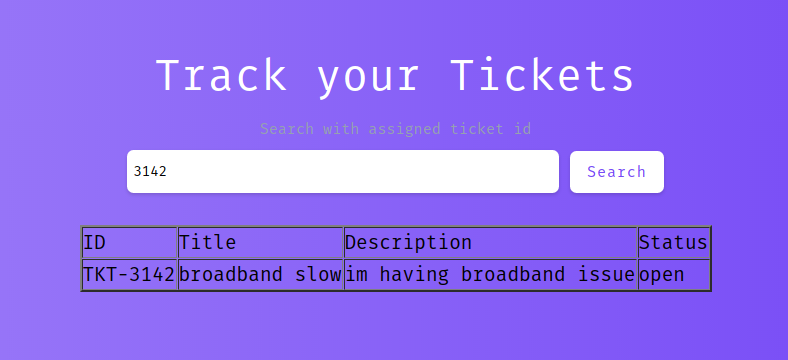 Track your Tickets
Search with assigned ticket id
3142 Search
ID Title Description Status
TKT-3142 broadband slow im having broadband issue open